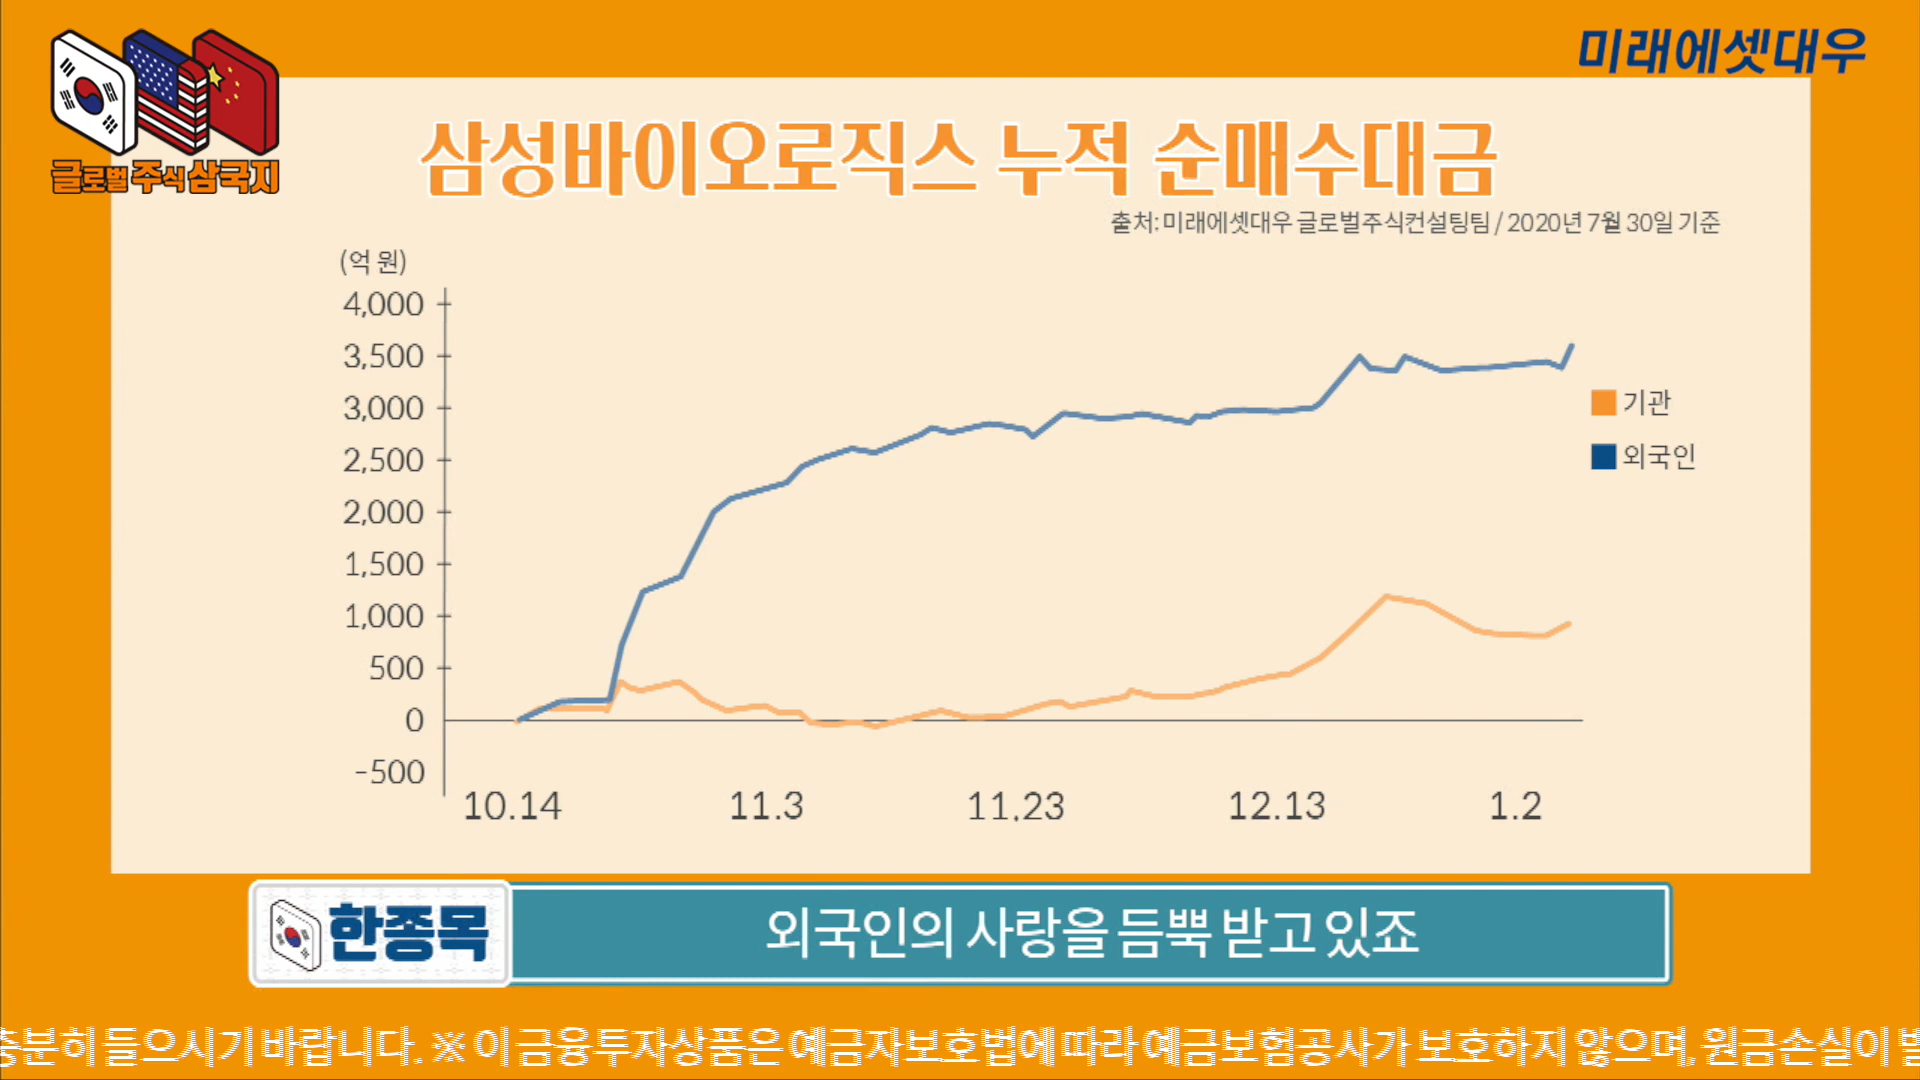 미래에셋대우
글로벌 주식 삼국지
삼성바이오로직스 누적 순매수대금
출처: 미래에셋대우 글로벌주식컨설팅팀 / 2020년 7월 30일 기준
(억 원)
4,000
3,500
3,000
2,500
2,000
1,500
1,000
500
0
-500
10.14 11.3 11.23 12.13 1.2
기관
외국인
한종목
외국인의 사랑을 듬뿍 받고 있죠
충분히 들으시기 바랍니다. ※ 이 금융투자상품은 예금자보호법에 따라 예금보험공사가 보호하지 않으며, 원금손실이